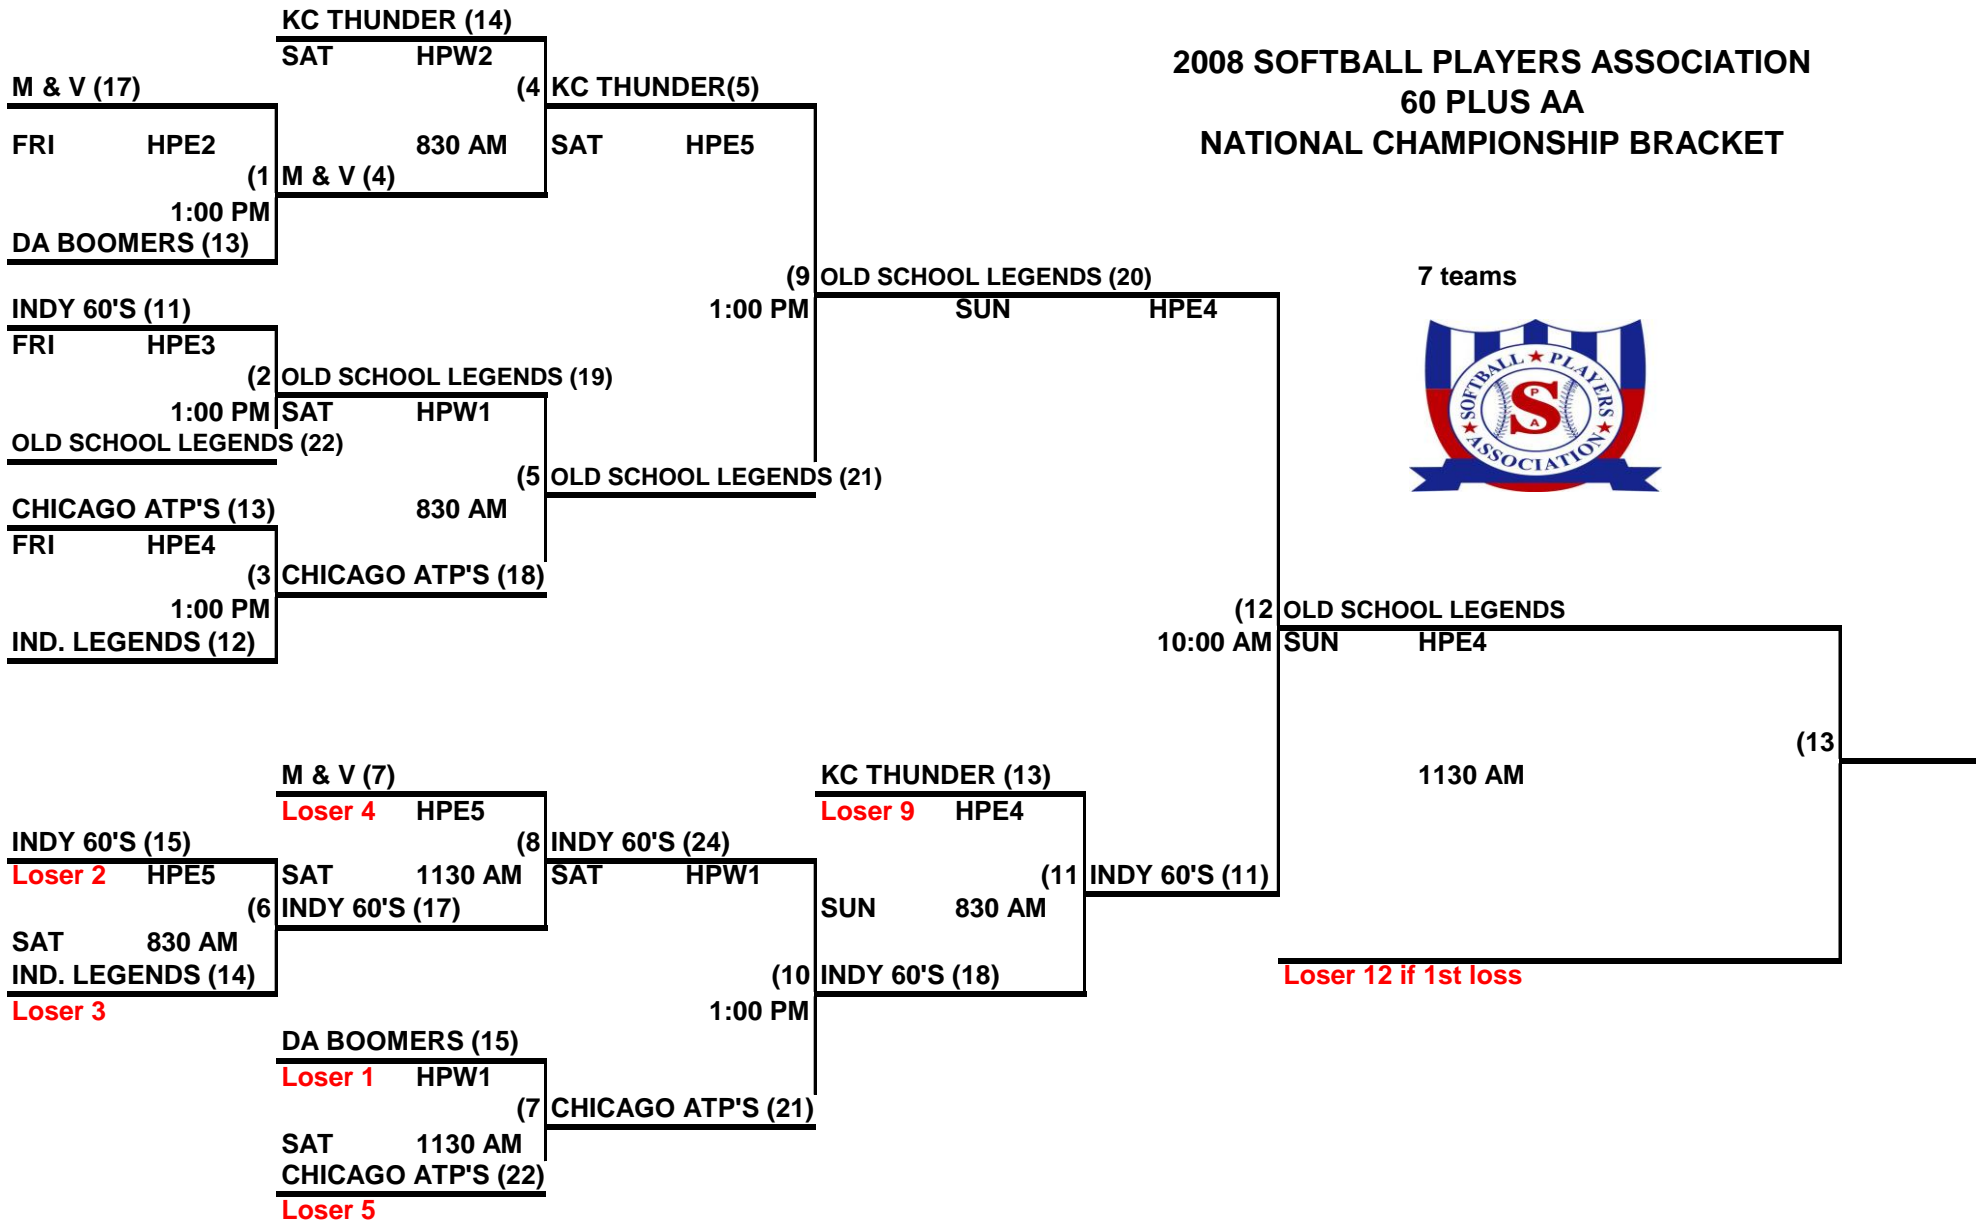 KC THUNDER (14)
SAT HPW2
2008 SOFTBALL PLAYERS ASSOCIATION
60 PLUS AA
NATIONAL CHAMPIONSHIP BRACKET
M & V (17)
(4 KC THUNDER(5)
FRI HPE2
830 AM
SAT HPE5
(1 M & V (4)
1:00 PM
DA BOOMERS (13)
(9 OLD SCHOOL LEGENDS (20)
7 teams
INDY 60'S (11)
1:00 PM
SUN HPE4
FRI HPE3
(2 OLD SCHOOL LEGENDS (19)
1:00 PM SAT HPW1
OLD SCHOOL LEGENDS (22)
SOFTBALL PLAYERS
S
P
A
ASSOCIATION
(5 OLD SCHOOL LEGENDS (21)
CHICAGO ATP'S (13)
830 AM
FRI HPE4
(3 CHICAGO ATP'S (18)
1:00 PM
(12 OLD SCHOOL LEGENDS
IND. LEGENDS (12)
10:00 AM SUN HPE4
(13
M & V (7)
KC THUNDER (13)
1130 AM
Loser 4 HPE5
Loser 9 HPE4
INDY 60'S (15)
(8 INDY 60'S (24)
Loser 2 HPE5
SAT 1130 AM
SAT HPW1
(11 INDY 60'S (11)
(6 INDY 60'S (17)
SUN 830 AM
SAT 830 AM
IND. LEGENDS (14)
(10 INDY 60'S (18)
Loser 12 if 1st loss
Loser 3
1:00 PM
DA BOOMERS (15)
Loser 1 HPW1
(7 CHICAGO ATP'S (21)
SAT 1130 AM
CHICAGO ATP'S (22)
Loser 5